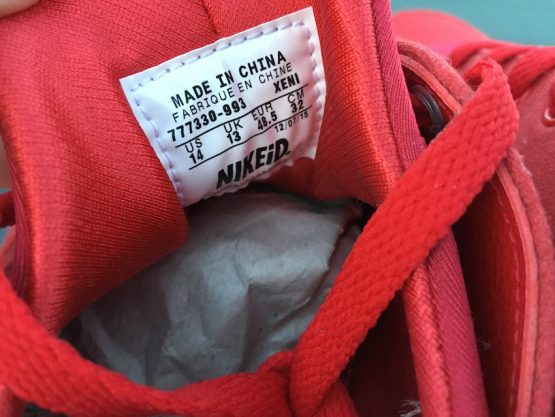 MADE IN CHINA
FABRIQUE EN CHINE
777330-993 XENI
US UK EUR CM
14 13 48.5 32
12/07/15
NIKEiD.